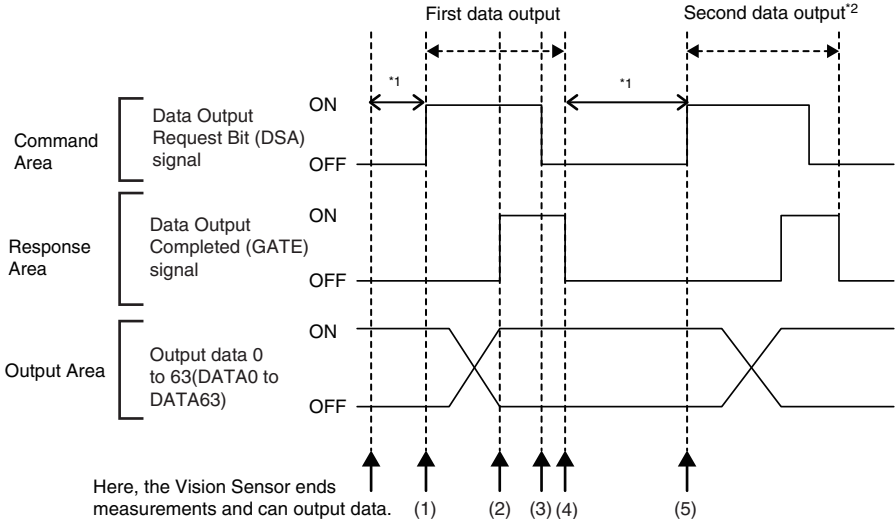 First data output
Second data output*2
*1
*1
Command
Area
Data Output
Request Bit (DSA)
signal
ON
OFF
Response
Area
Data Output
Completed (GATE)
signal
ON
OFF
Output Area
Output data 0
to 63(DATA0 to
DATA63)
ON
OFF
Here, the Vision Sensor ends
measurements and can output data.
(1)
(2)
(3)
(4)
(5)